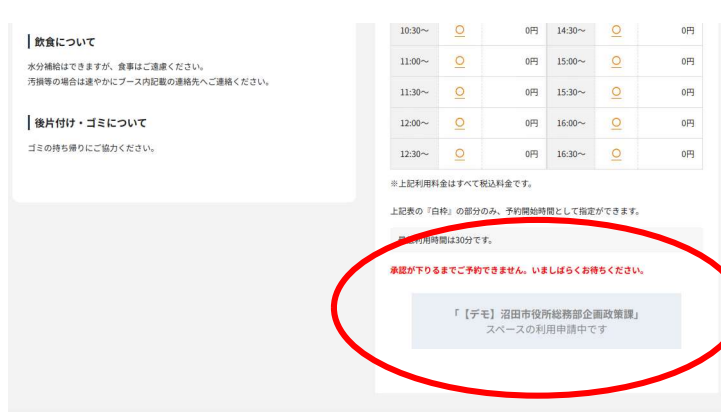 飲食について
水分補給はできますが、食事はご遠慮ください。
汚損等の場合は速やかにブース内記載の連絡先へご連絡ください。
後片付け・ゴミについて
ゴミの持ち帰りにご協力ください。
10:30～ 〇 0円 14:30～ 〇 0円
11:00～ 〇 0円 15:00～ 〇 0円
11:30～ 〇 0円 15:30～ 〇 0円
12:00～ 〇 0円 16:00～ 〇 0円
12:30～ 〇 0円 16:30～ 〇 0円
※上記利用料金はすべて税込料金です。
上記表の『白枠』の部分のみ、予約開始時間として指定ができます。
利用時間は30分です。
承認が下りるまでご予約できません。いましばらくお待ちください。
「【デモ】沼田市役所総務部企画政策課」
スペースの利用申請中です